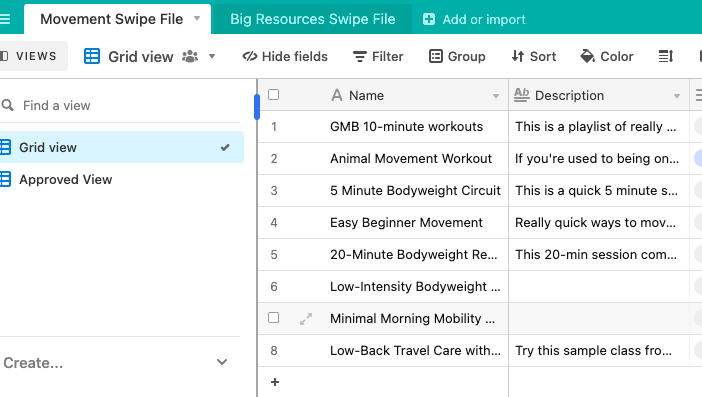 Movement Swipe File
Big Resources Swipe File
Add or import
VIEWS
Grid view
Hide fields
Filter
Group
Sort
Color
Find a view
Grid view
Approved View
Create...
Name
Description
1 GMB 10-minute workouts This is a playlist of really ...
2 Animal Movement Workout If you're used to being on...
3 5 Minute Bodyweight Circuit This is a quick 5 minute s...
4 Easy Beginner Movement Really quick ways to mov...
5 20-Minute Bodyweight Re... This 20-min session com...
6 Low-Intensity Bodyweight ...
Minimal Morning Mobility ...
8 Low-Back Travel Care with... Try this sample class fro...
+